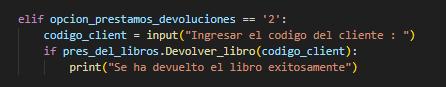 elif opcion_prestamos_devoluciones == '2':
    codigo_client = input("Ingresar el codigo del cliente : ")
    if pres_del_libros.Devolver_libro(codigo_client):
        print("Se ha devuelto el libro exitosamente")